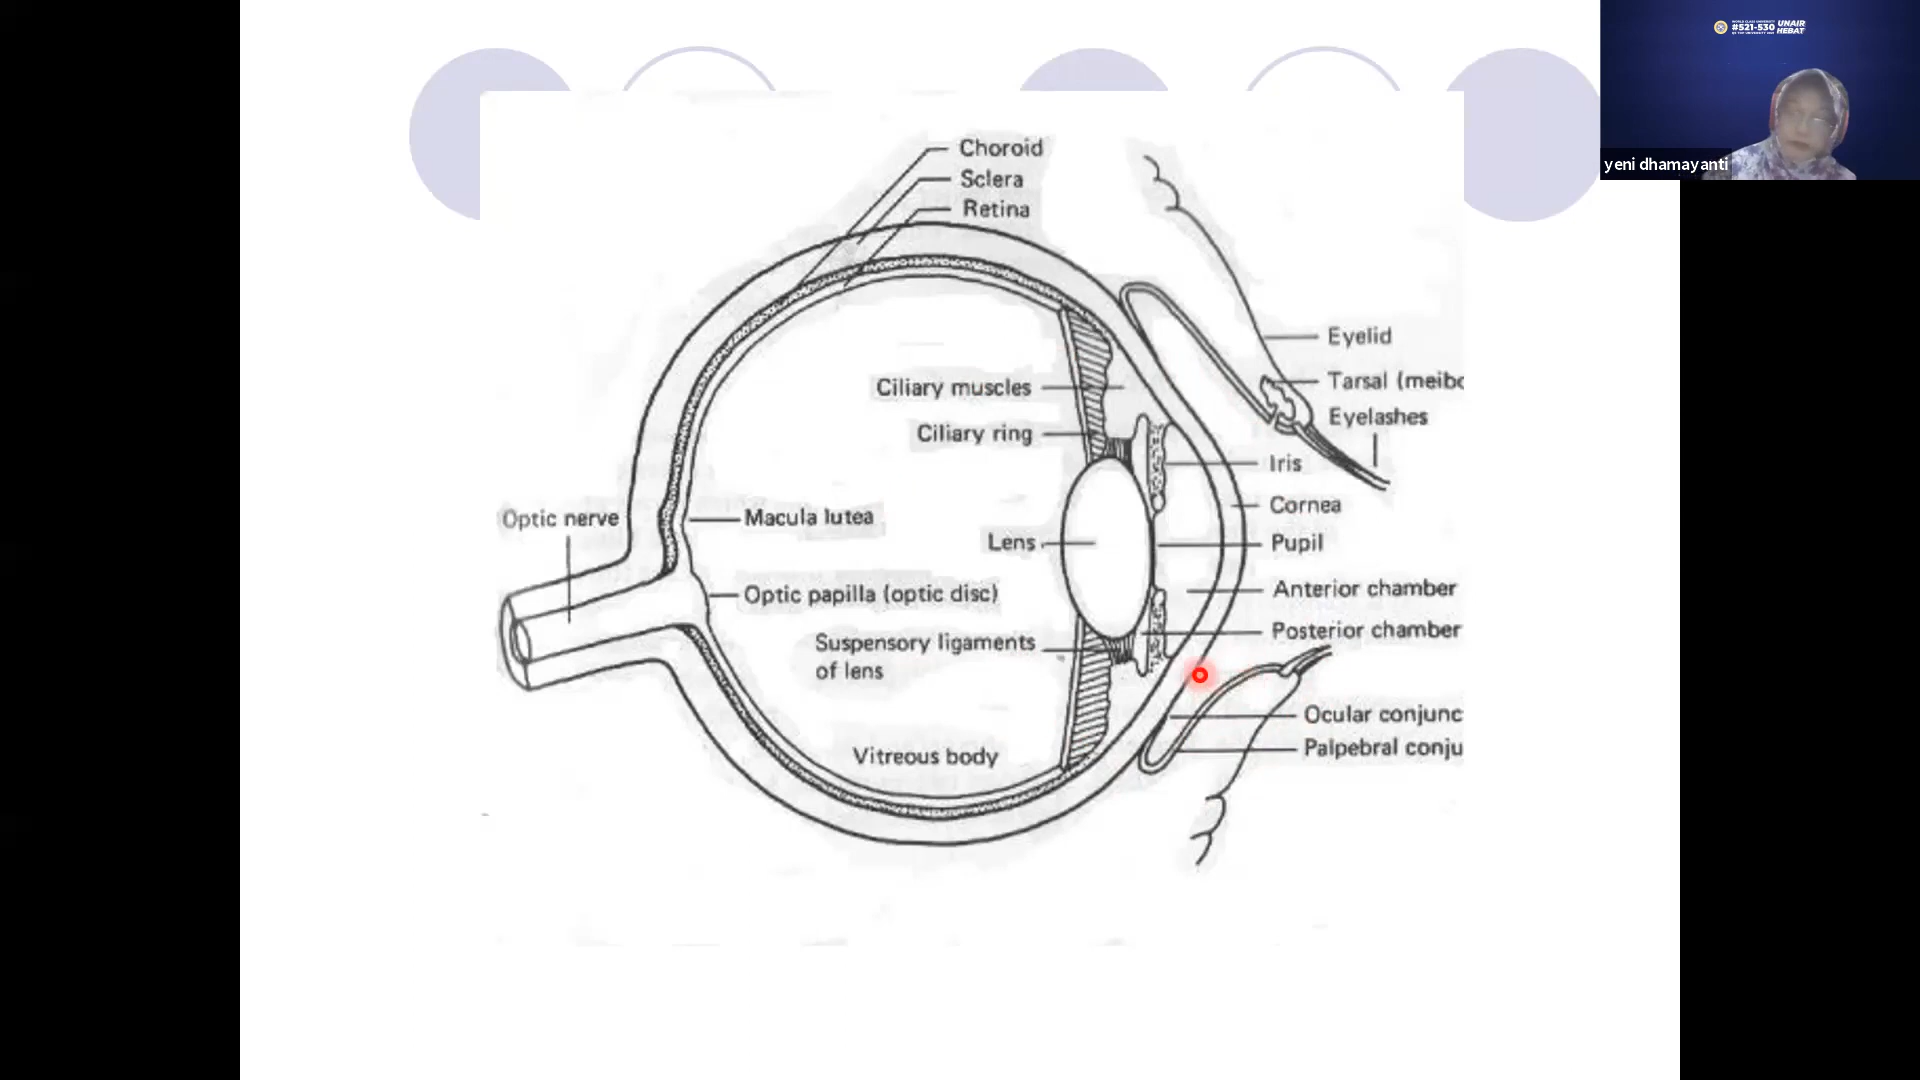 Choroid
Sclera
Retina
Eyelid
Tarsal (meibo
Eyelashes
Ciliary muscles
Ciliary ring
Iris
Cornea
Optic nerve
Macula lutea
Lens
Pupil
Optic papilla (optic disc)
Anterior chamber
Suspensory ligaments
of lens
Posterior chamber
Ocular conjunc
Palpebral conju
Vitreous body
#521-530
UNAIR
HEBAT
yeni dhamayanti